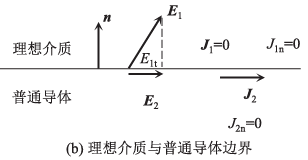 n E₁
理想介质 E₁ₜ J₁=0 J₁ₙ=0
普通导体 E₂ J₂
J₂ₙ=0
(b) 理想介质与普通导体边界